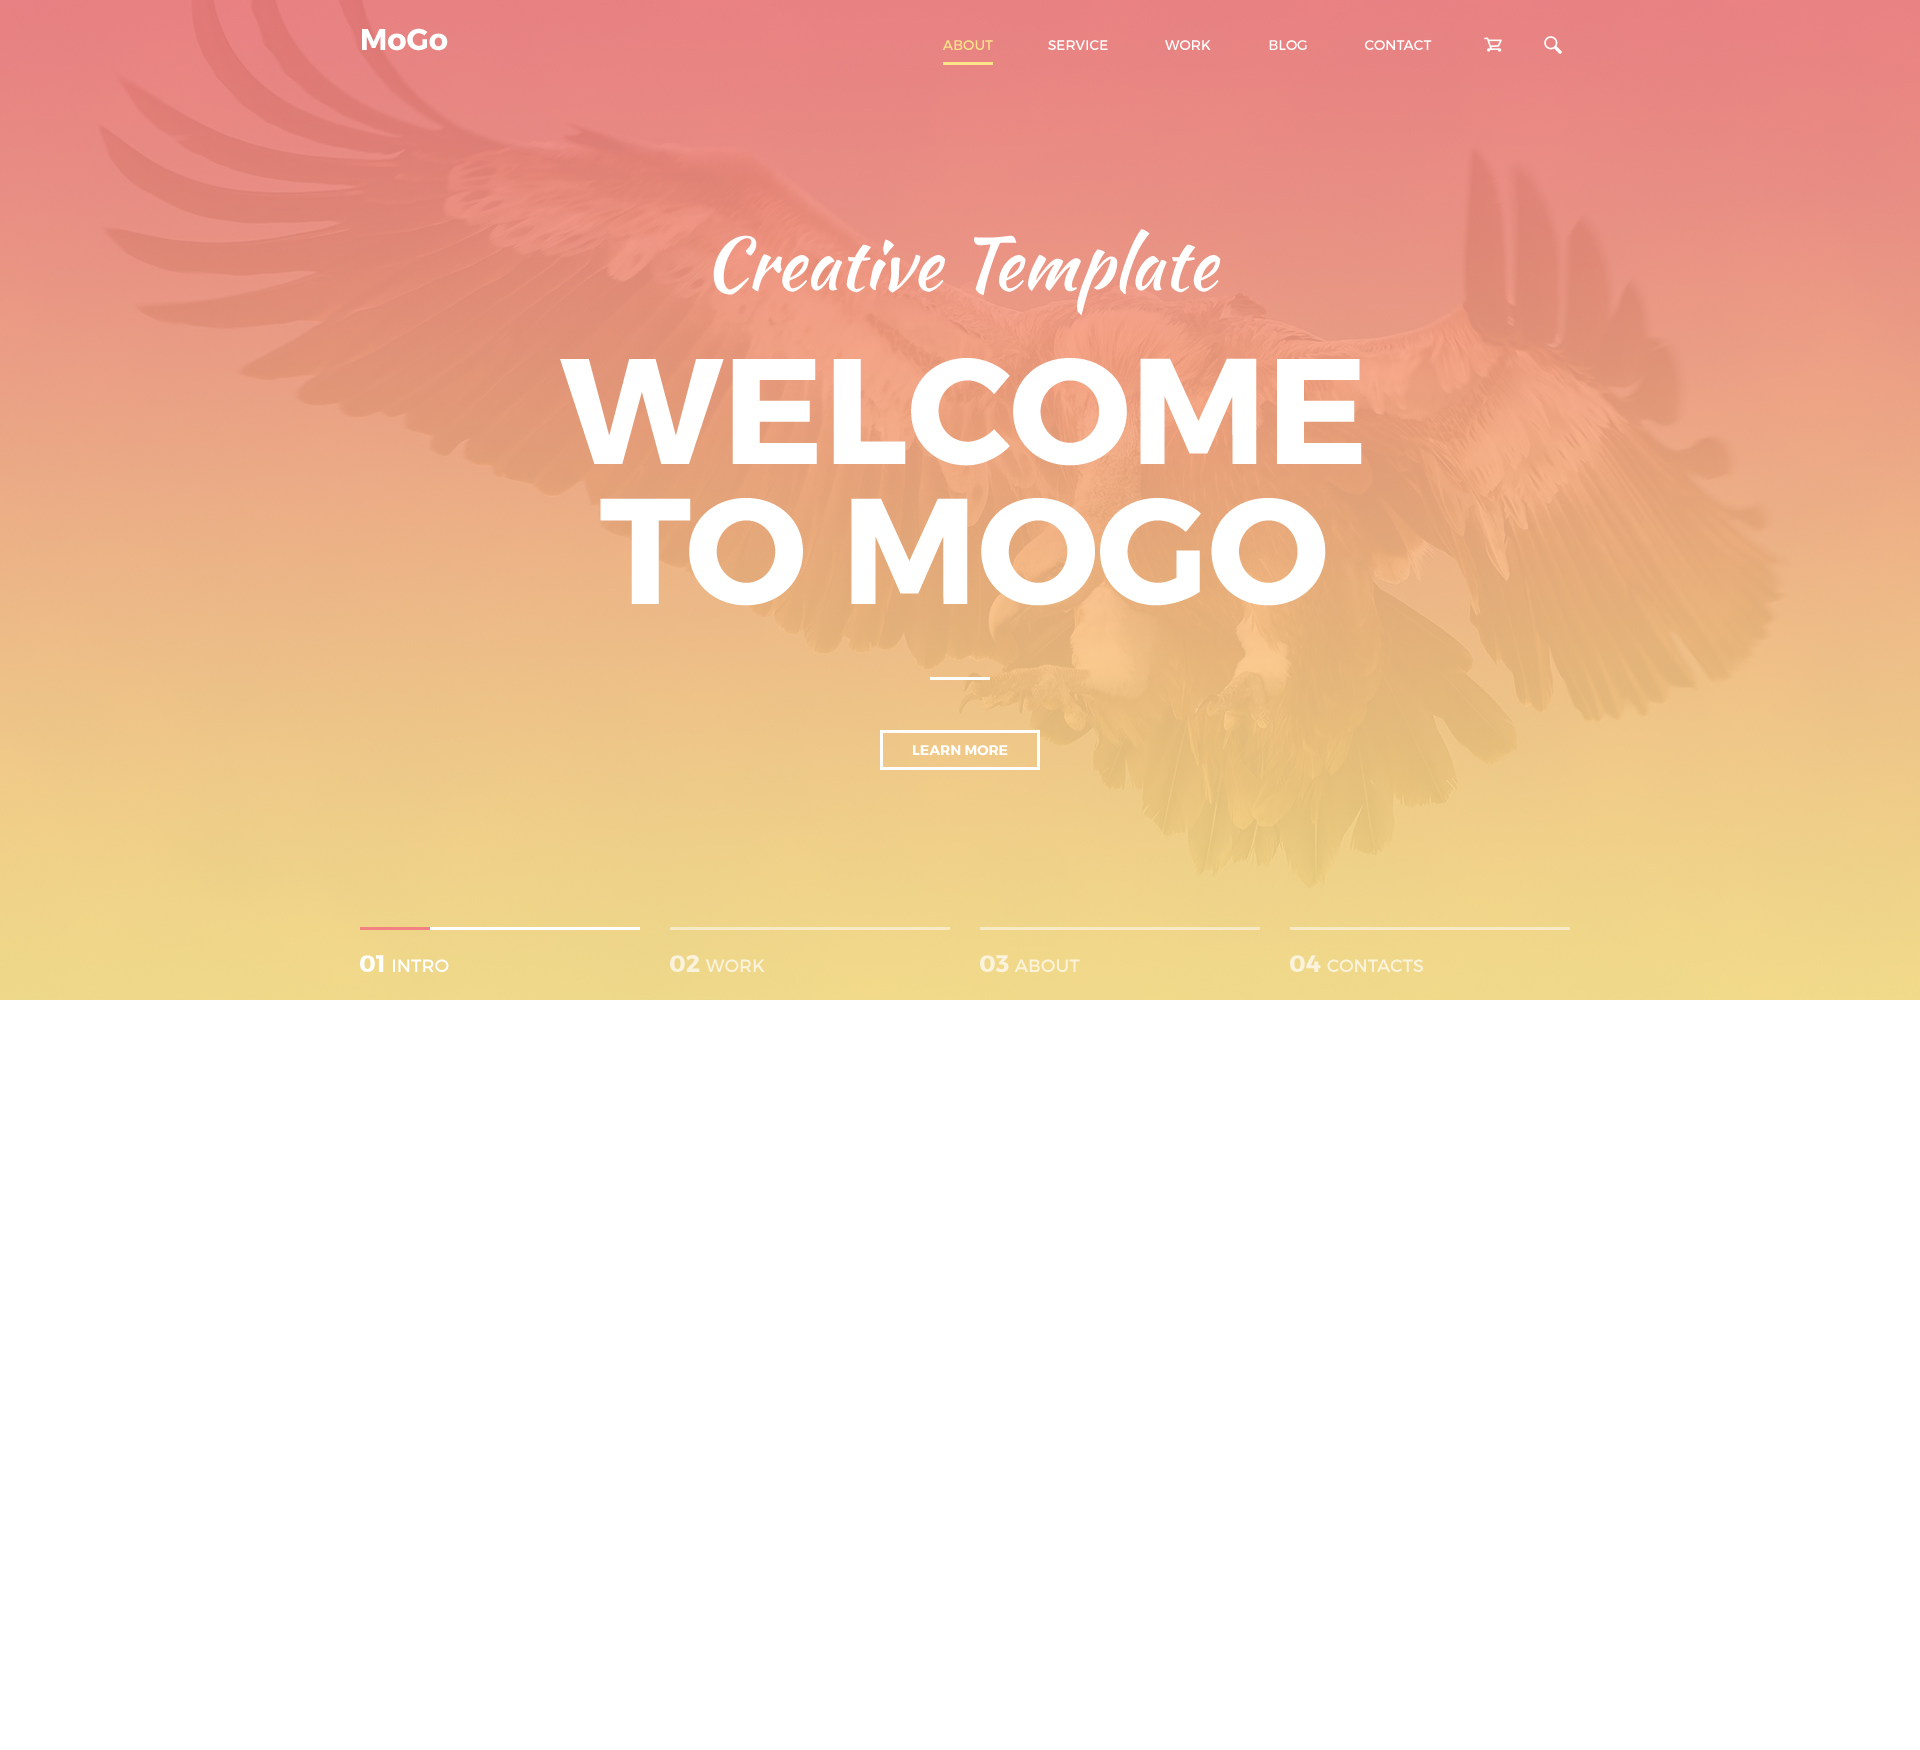 MoGo
ABOUT SERVICE WORK BLOG CONTACT
Creative Template
WELCOME
TO MOGO
LEARN MORE
01 INTRO 02 WORK 03 ABOUT 04 CONTACTS